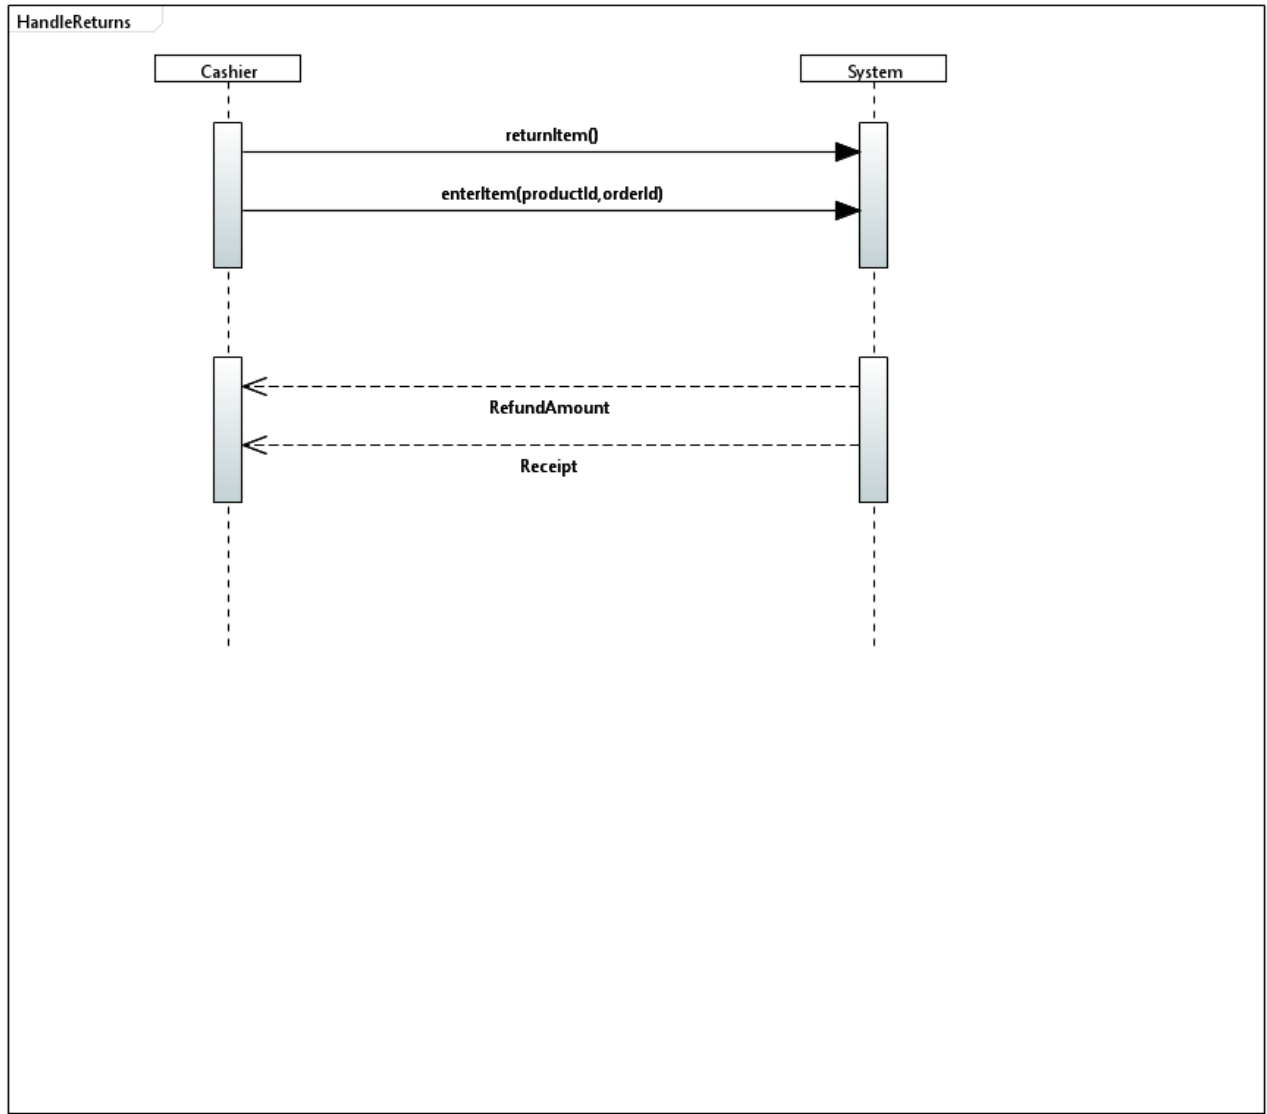 HandleReturns
Cashier
System
returnItem()
enterItem(productId,orderId)
RefundAmount
Receipt